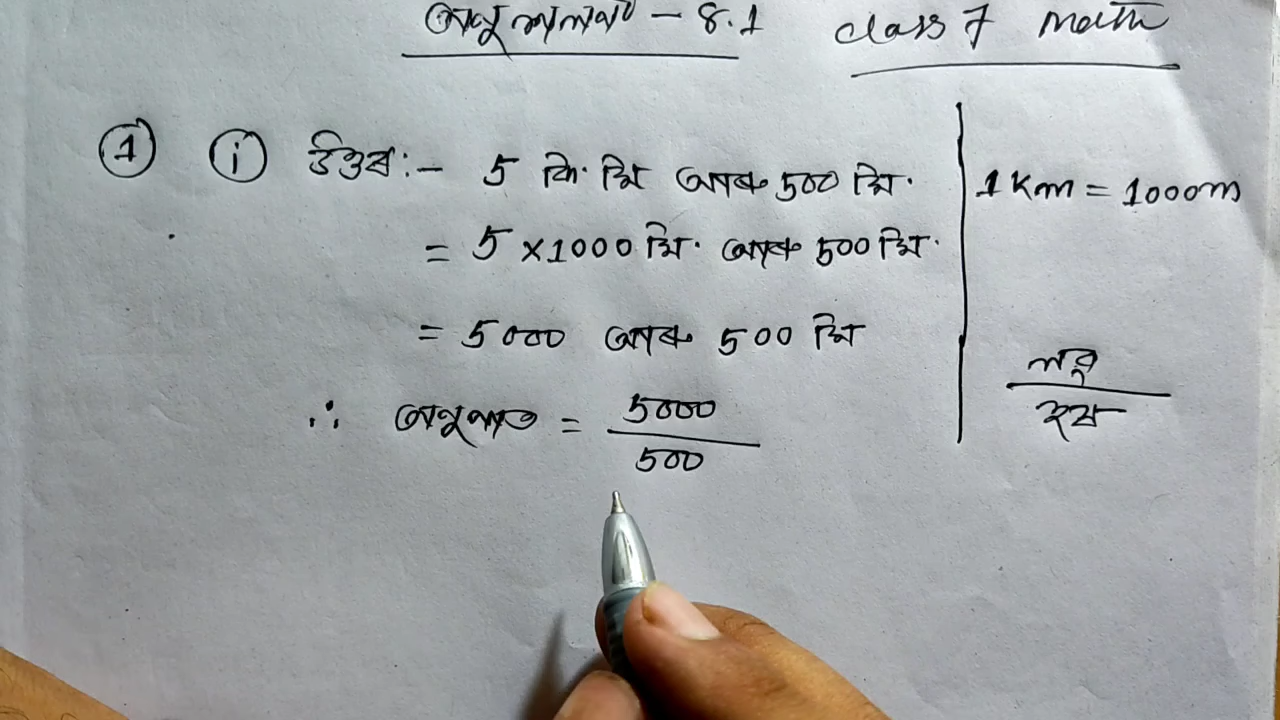 অনুশীলনী – 8.1 class 7 math
1 i উত্তৰ:- 5 কি. মি আৰু 500 মি.
= 5 ×1000 মি. আৰু 500 মি.
= 5000 আৰু 500 মি
∴ অনুপাত = 5000
500
1 Km = 1000m
লৱ
হৰ